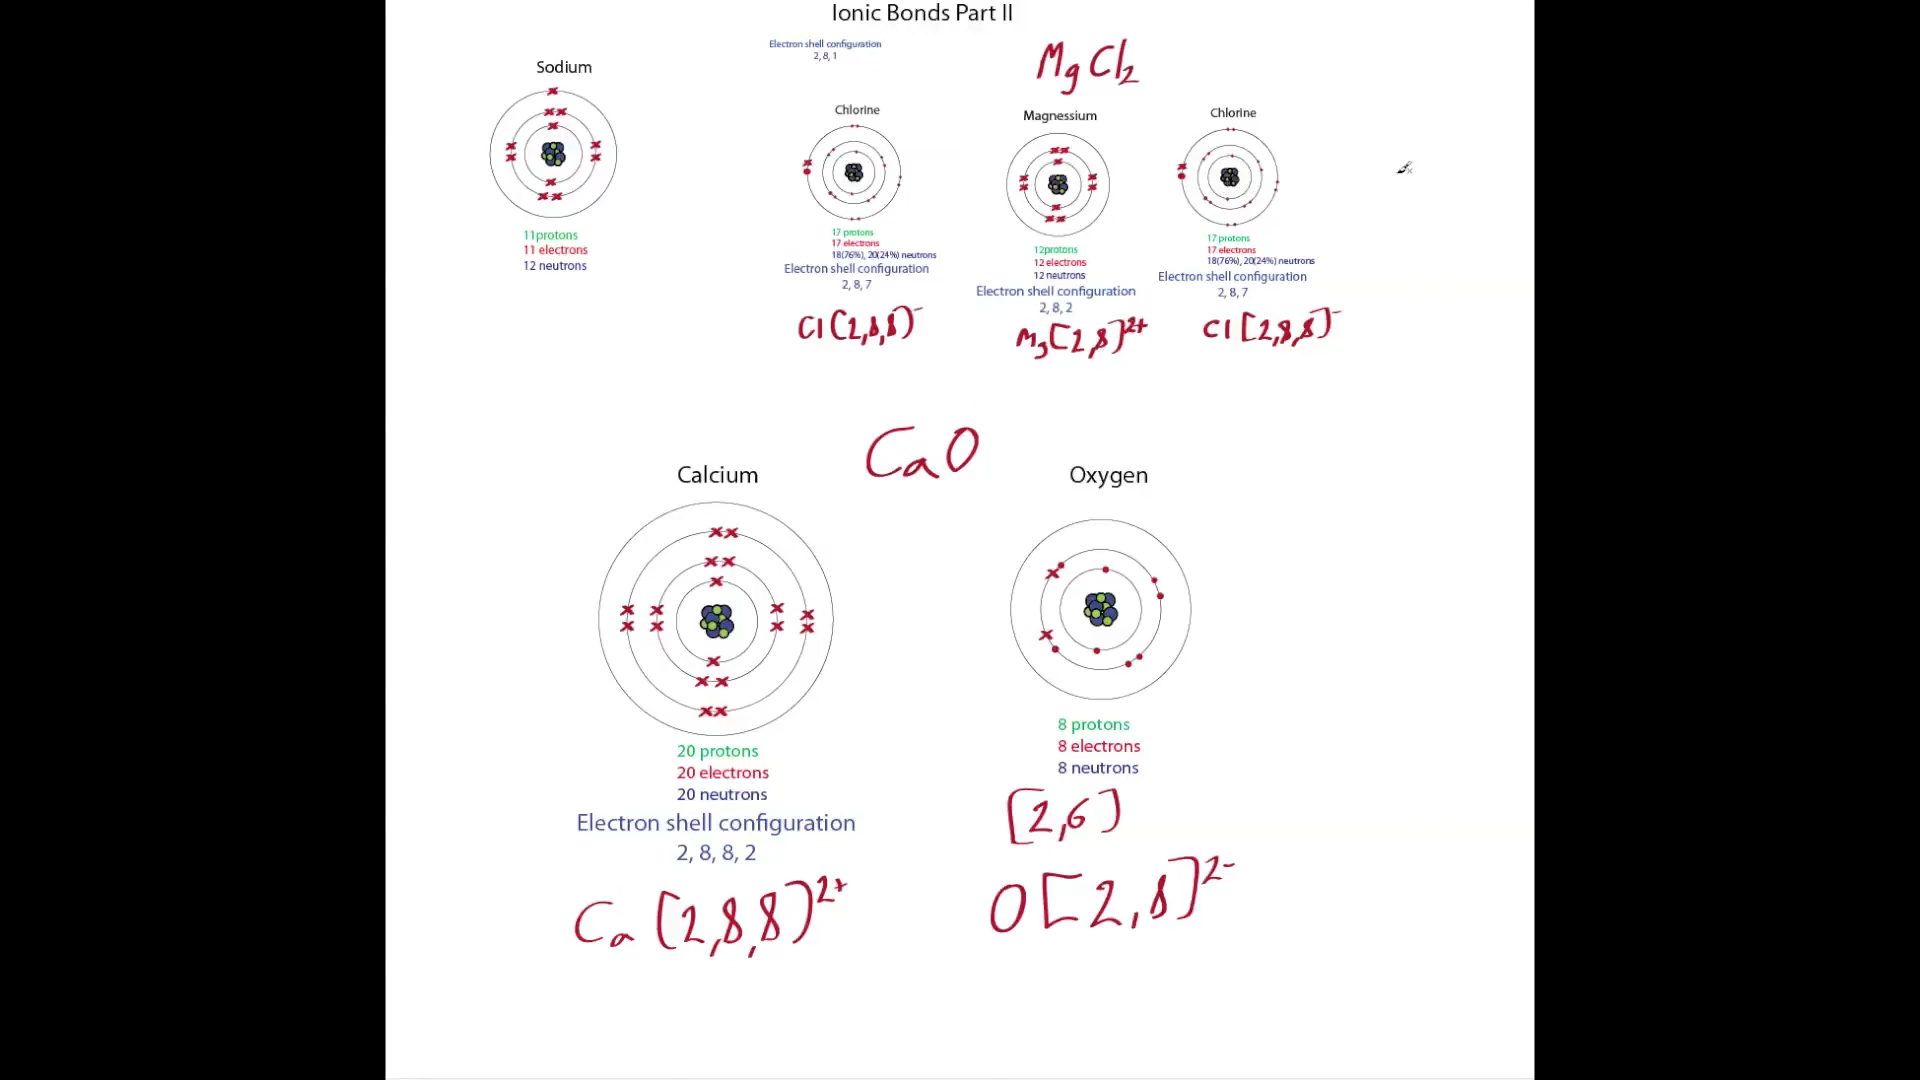 Ionic Bonds Part II
Electron shell configuration
2, 8, 1
MgCl2
Sodium
11protons
11 electrons
12 neutrons
Chlorine
17 protons
17 electrons
18(76%), 20(24%) neutrons
Electron shell configuration
2, 8, 7
Cl [2,8,8]-
Magnessium
12protons
12 electrons
12 neutrons
Electron shell configuration
2, 8, 2
Mg[2,8]2+
Chlorine
17 protons
17 electrons
18(76%), 20(24%) neutrons
Electron shell configuration
2, 8, 7
Cl [2,8,8]-
CaO
Calcium
20 protons
20 electrons
20 neutrons
Electron shell configuration
2, 8, 8, 2
Ca [2,8,8]2+
Oxygen
8 protons
8 electrons
8 neutrons
[2,6]
O[2,8]2-